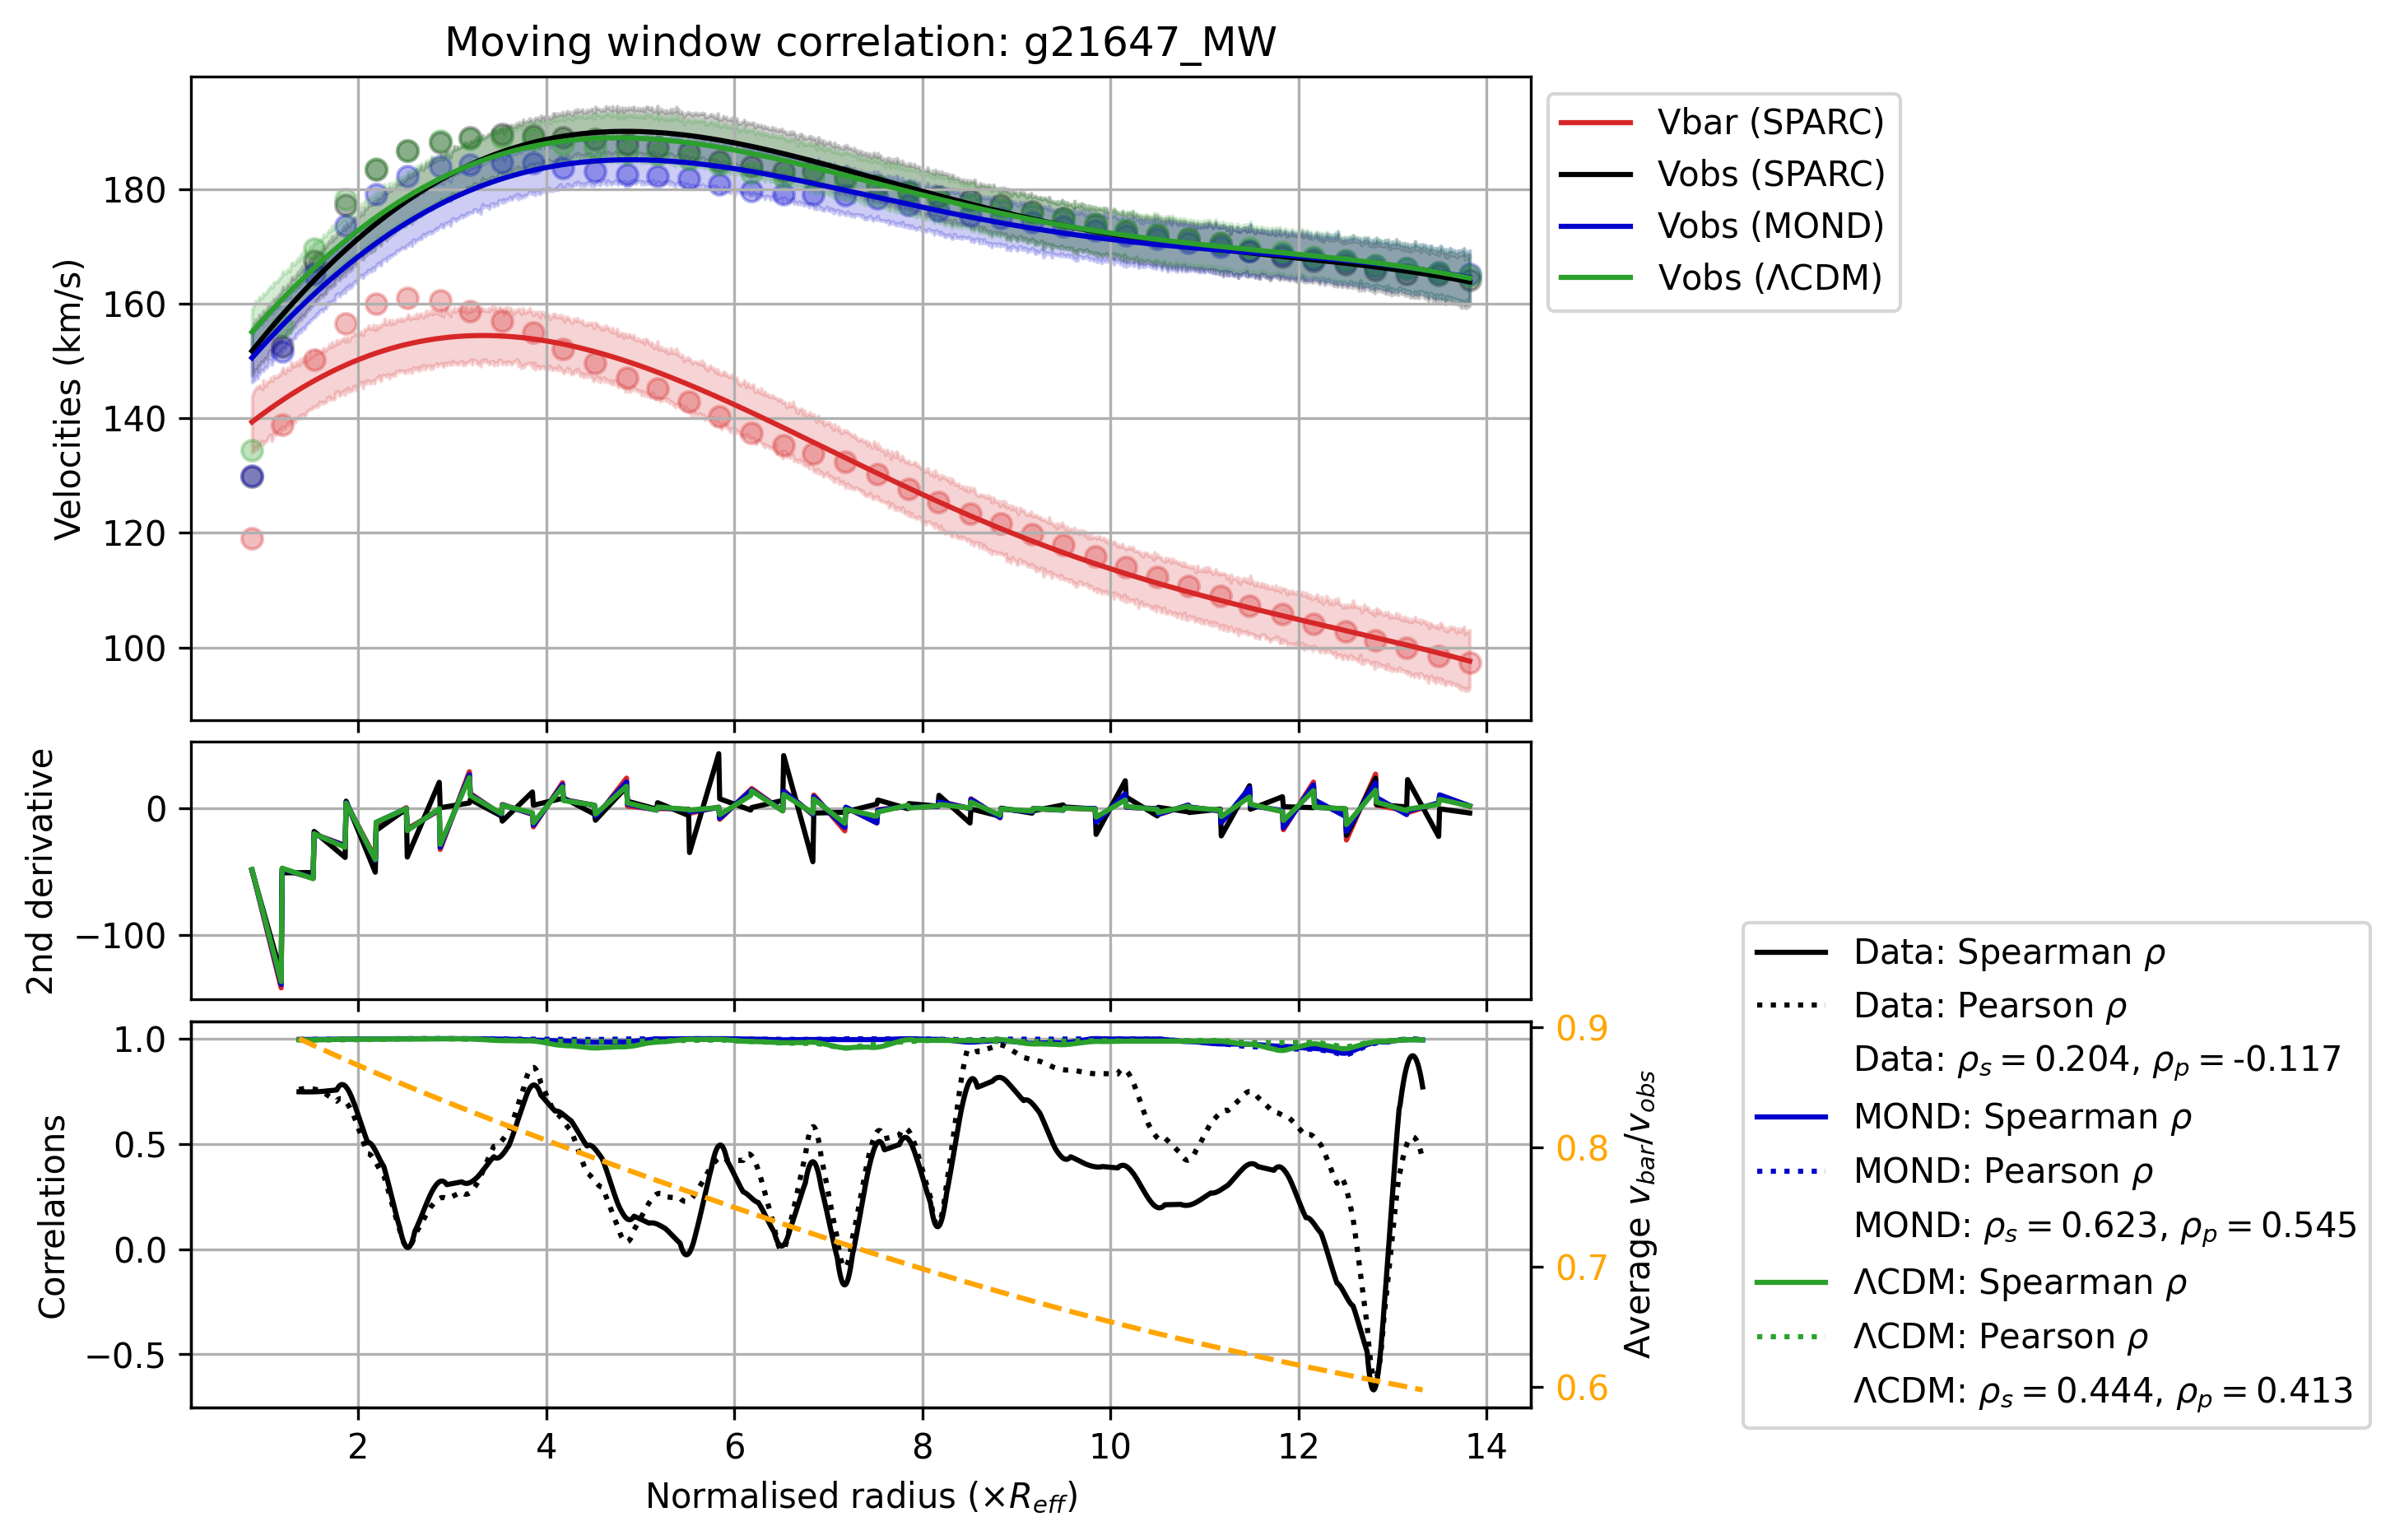 Moving window correlation: g21647_MW
Velocities (km/s)
180
160
140
120
100
Vbar (SPARC)
Vobs (SPARC)
Vobs (MOND)
Vobs (ΛCDM)
2nd derivative
0
−100
Correlations
1.0
0.5
0.0
−0.5
0.9
0.8
0.7
0.6
Average v_bar/v_obs
2 4 6 8 10 12 14
Normalised radius (×R_eff)
Data: Spearman ρ
Data: Pearson ρ
Data: ρ_s = 0.204, ρ_p = -0.117
MOND: Spearman ρ
MOND: Pearson ρ
MOND: ρ_s = 0.623, ρ_p = 0.545
ΛCDM: Spearman ρ
ΛCDM: Pearson ρ
ΛCDM: ρ_s = 0.444, ρ_p = 0.413